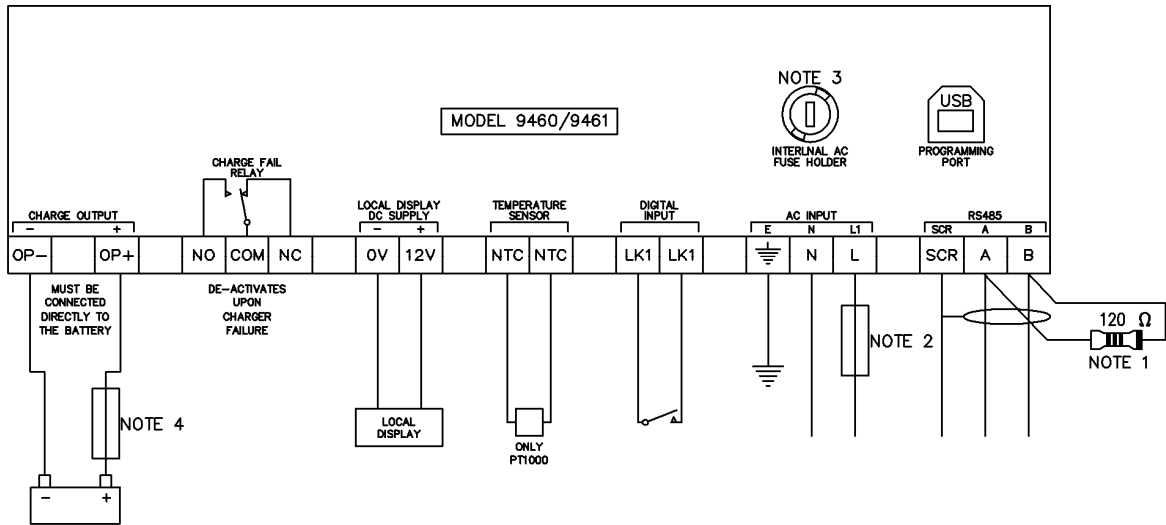 NOTE 3
USB
MODEL 9460/9461
INTERLNAL AC
FUSE HOLDER
PROGRAMMING
PORT
CHARGE FAIL
RELAY
CHARGE OUTPUT
- +
LOCAL DISPLAY
DC SUPPLY
- +
TEMPERATURE
SENSOR
DIGITAL
INPUT
AC INPUT
E N L1
RS485
SCR A B
OP- OP+ NO COM NC 0V 12V NTC NTC LK1 LK1 N L SCR A B
MUST BE
CONNECTED
DIRECTLY TO
THE BATTERY
DE-ACTIVATES
UPON
CHARGER
FAILURE
NOTE 2
120 Ω
NOTE 1
NOTE 4
LOCAL
DISPLAY
ONLY
PT1000
- +